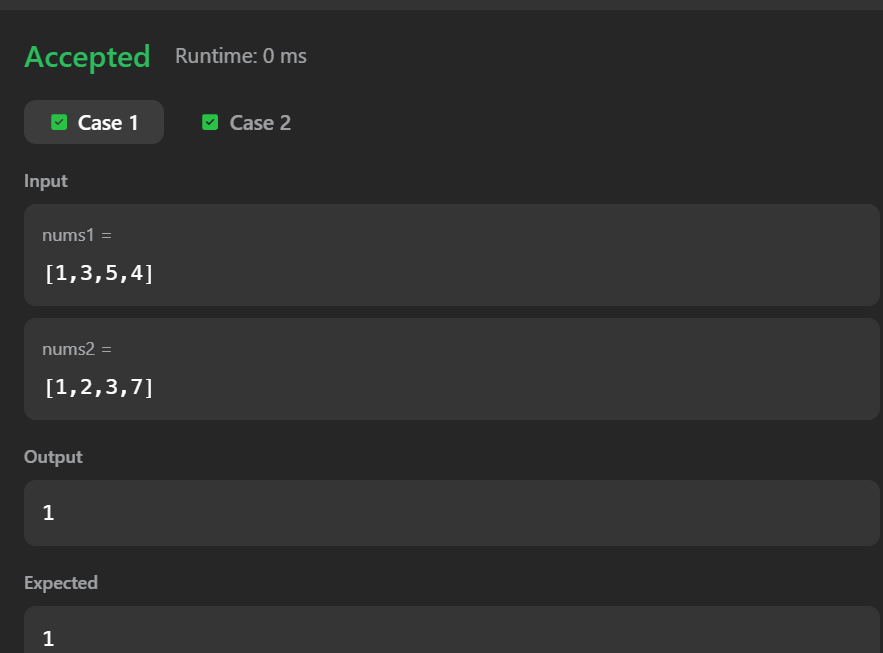 Accepted Runtime: 0 ms
Case 1 Case 2
Input
nums1 =
[1,3,5,4]
nums2 =
[1,2,3,7]
Output
1
Expected
1